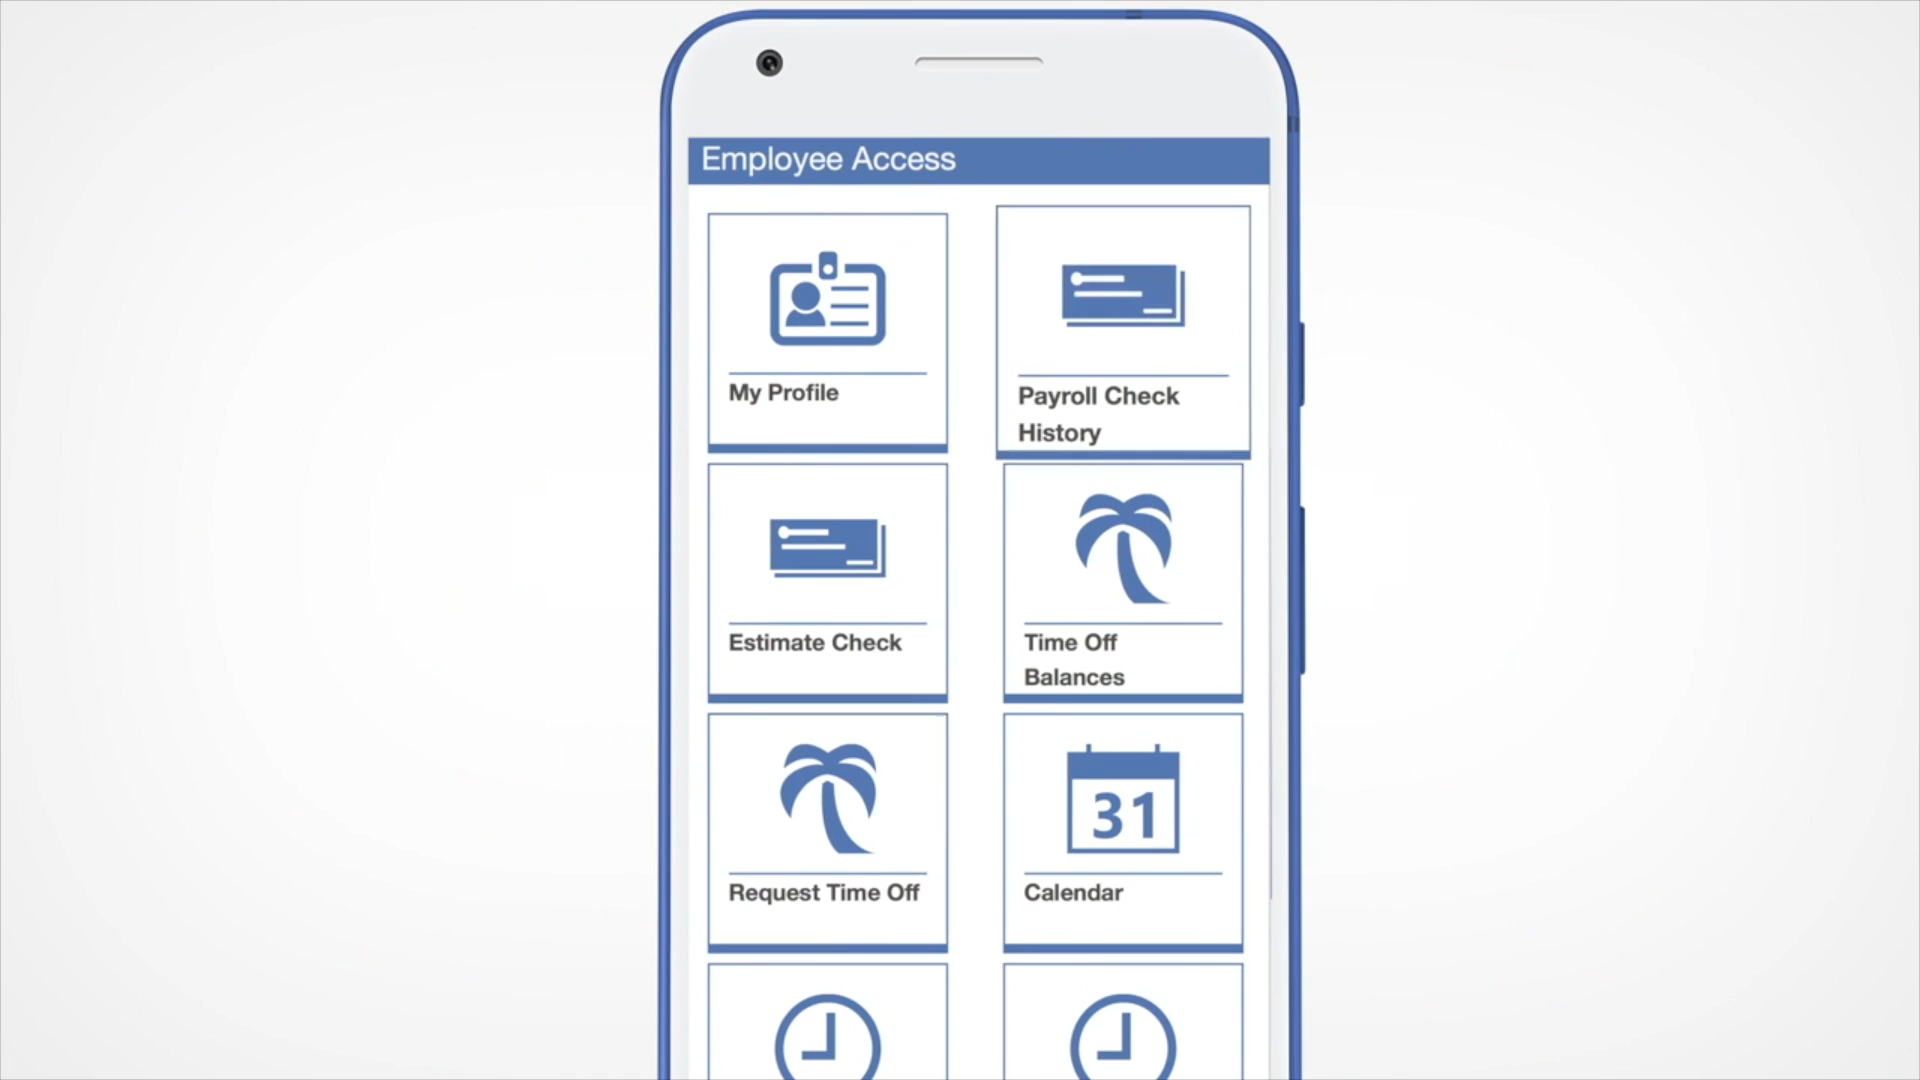 Employee Access
My Profile
Payroll Check
History
Estimate Check
Time Off
Balances
Request Time Off
31
Calendar